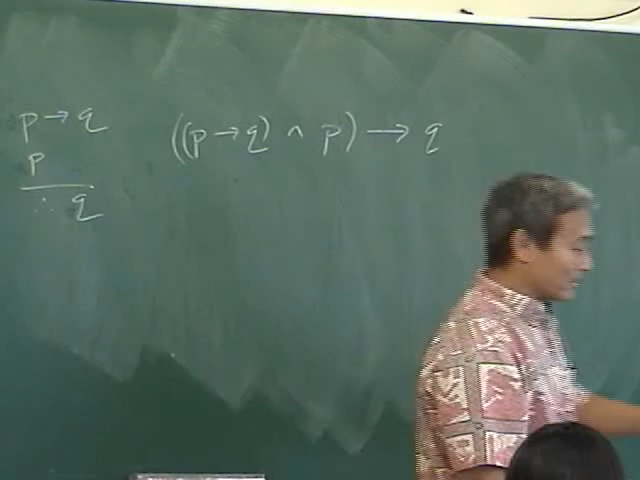 p → q
p
∴ q
((p → q) ∧ p) → q